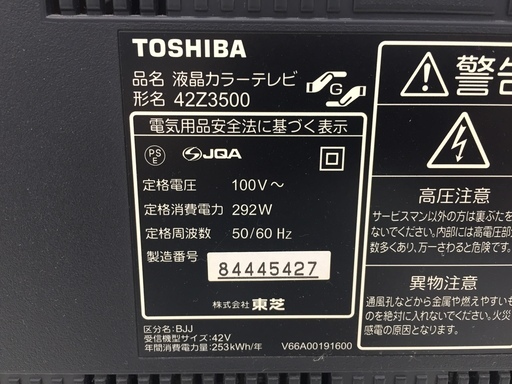 TOSHIBA
品名 液晶カラーテレビ
形名 42Z3500
G
電気用品安全法に基づく表示
PS E JQA
定格電圧 100V～
定格消費電力 292W
定格周波数 50/60 Hz
製造番号 84445427
株式会社 東芝
区分名:BJJ
受信機型サイズ:42V
年間消費電力量:253kWh/年 V66A00191600
警告
高圧注意
サービスマン以外の方は裏ぶたを
ないでください。内部には高電圧部
数多くあり、万一さわると危険です。
異物注意
通風孔などから金属や燃えやすい
のを絶対に入れないでください。火災
感電の原因となります。